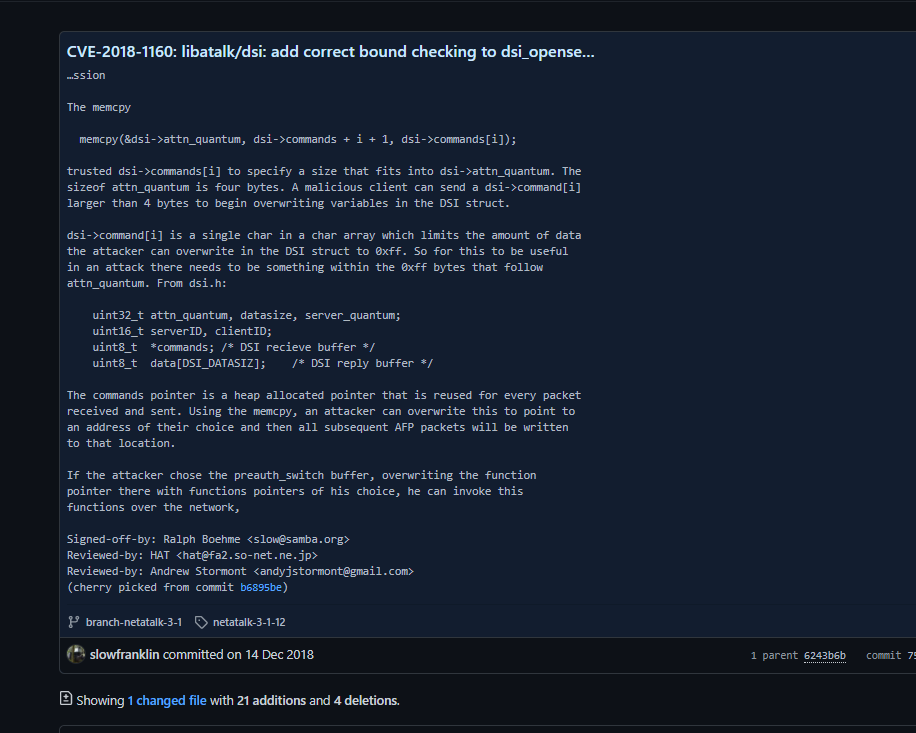 CVE-2018-1160: libatalk/dsi: add correct bound checking to dsi_opense...
…ssion
The memcpy
memcpy(&dsi->attn_quantum, dsi->commands + i + 1, dsi->commands[i]);
trusted dsi->commands[i] to specify a size that fits into dsi->attn_quantum. The
sizeof attn_quantum is four bytes. A malicious client can send a dsi->command[i]
larger than 4 bytes to begin overwriting variables in the DSI struct.
dsi->command[i] is a single char in a char array which limits the amount of data
the attacker can overwrite in the DSI struct to 0xff. So for this to be useful
in an attack there needs to be something within the 0xff bytes that follow
attn_quantum. From dsi.h:
uint32_t attn_quantum, datasize, server_quantum;
uint16_t serverID, clientID;
uint8_t  *commands; /* DSI recieve buffer */
uint8_t  data[DSI_DATASIZ];    /* DSI reply buffer */
The commands pointer is a heap allocated pointer that is reused for every packet
received and sent. Using the memcpy, an attacker can overwrite this to point to
an address of their choice and then all subsequent AFP packets will be written
to that location.
If the attacker chose the preauth_switch buffer, overwriting the function
pointer there with functions pointers of his choice, he can invoke this
functions over the network,
Signed-off-by: Ralph Boehme <slow@samba.org>
Reviewed-by: HAT <hat@fa2.so-net.ne.jp>
Reviewed-by: Andrew Stormont <andyjstormont@gmail.com>
(cherry picked from commit b6895be)
branch-netatalk-3-1 netatalk-3-1-12
slowfranklin committed on 14 Dec 2018 1 parent 6243b6b commit 75
Showing 1 changed file with 21 additions and 4 deletions.